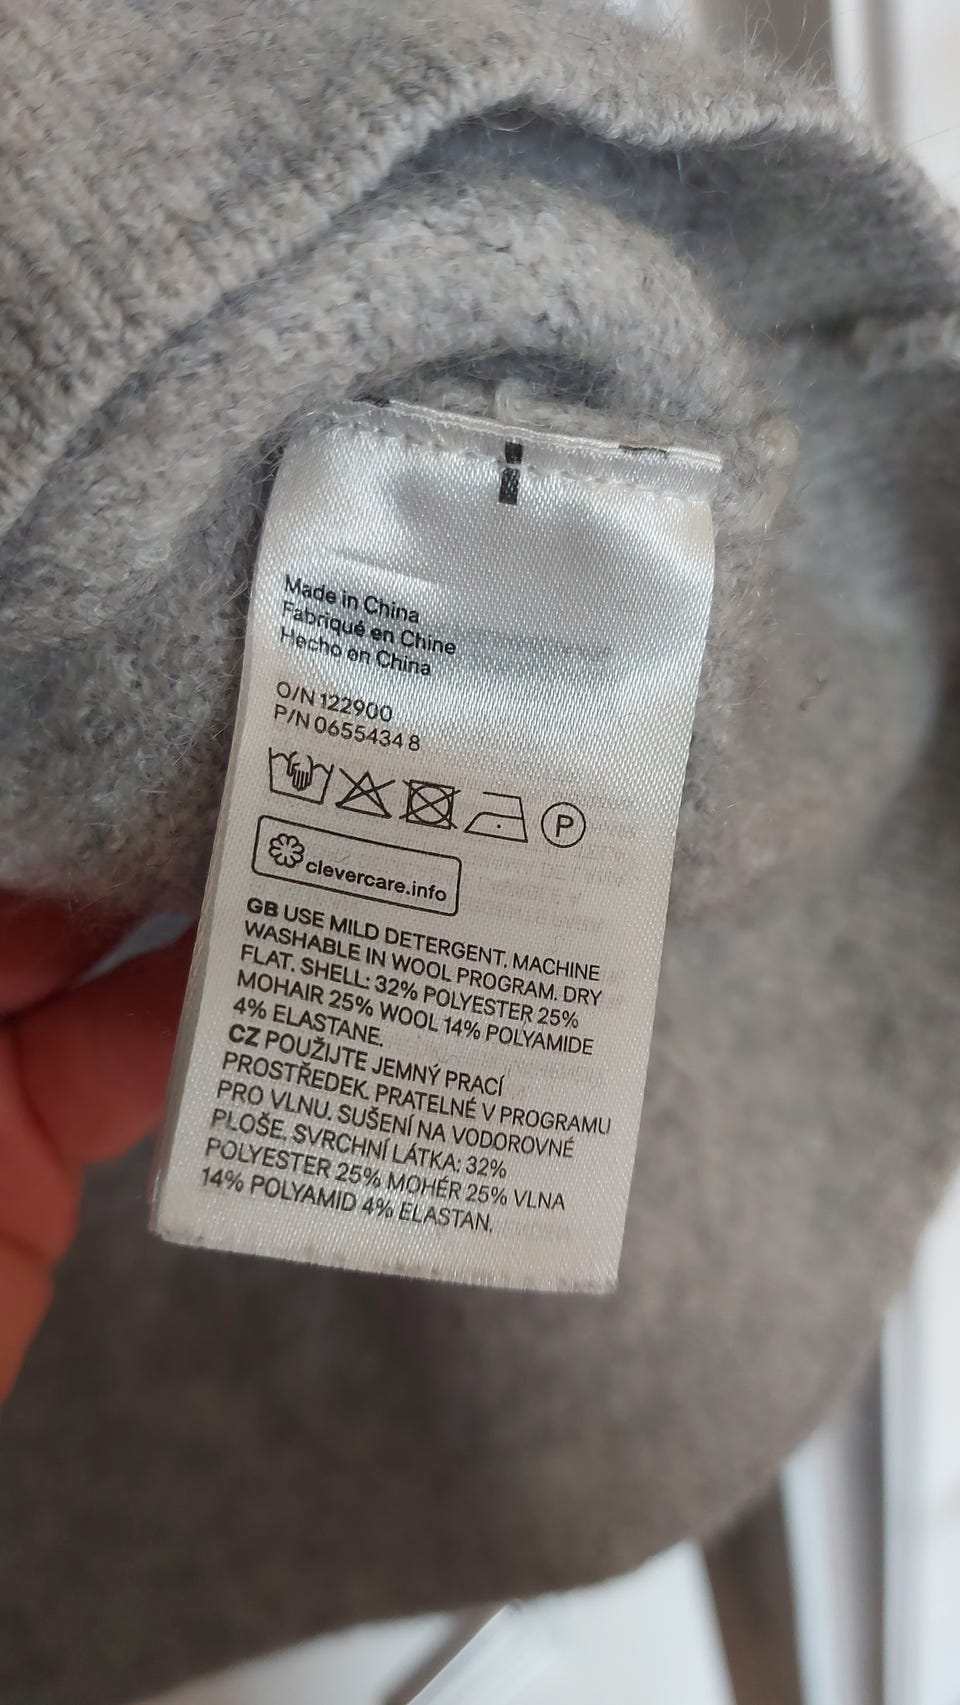 Made in China
Fabriqué en Chine
Hecho en China
O/N 122900
P/N 0655434 8
P
clevercare.info
GB USE MILD DETERGENT. MACHINE
WASHABLE IN WOOL PROGRAM. DRY
FLAT. SHELL: 32% POLYESTER 25%
MOHAIR 25% WOOL 14% POLYAMIDE
4% ELASTANE.
CZ POUŽIJTE JEMNÝ PRACÍ
PROSTŘEDEK. PRATELNÉ V PROGRAMU
PRO VLNU. SUŠENÍ NA VODOROVNÉ
PLOŠE. SVRCHNÍ LÁTKA: 32%
POLYESTER 25% MOHÉR 25% VLNA
14% POLYAMID 4% ELASTAN.